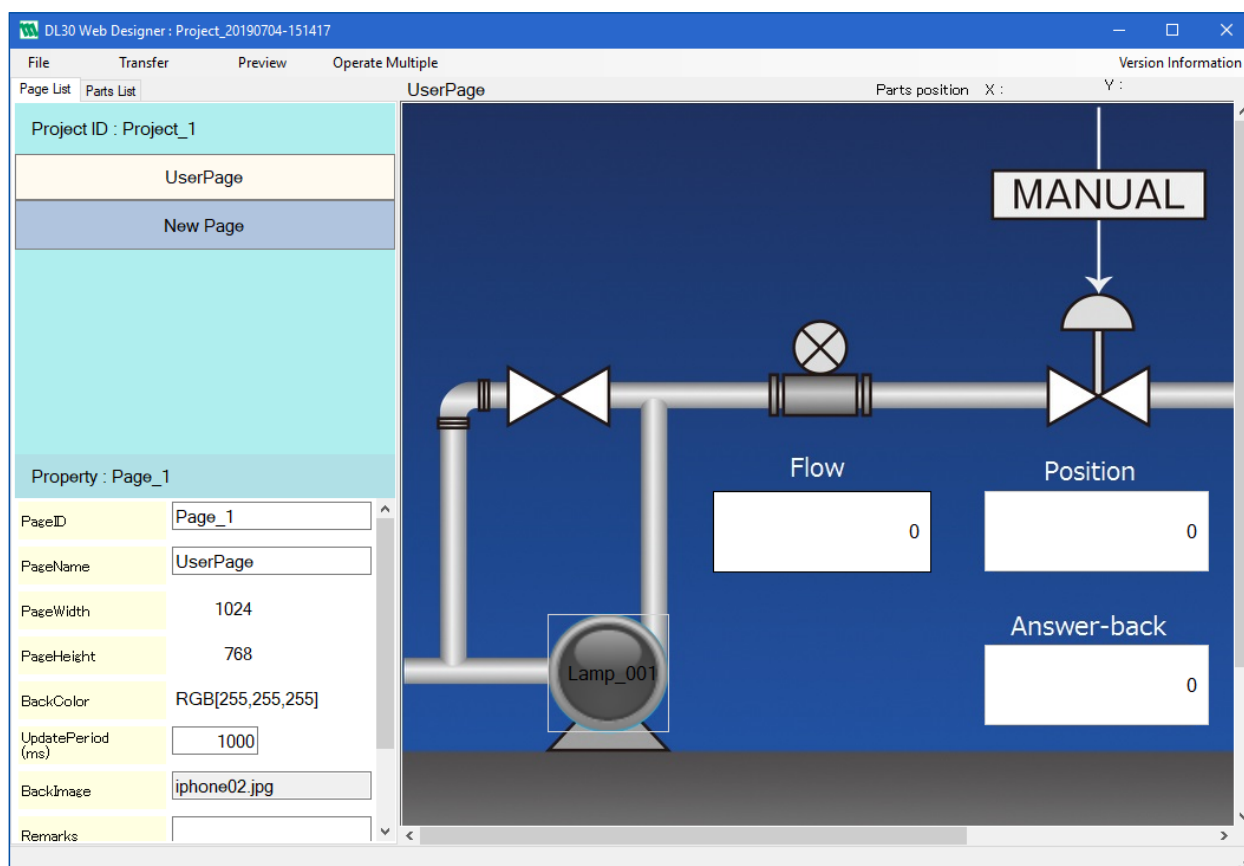 DL30 Web Designer : Project_20190704-151417
File Transfer Preview Operate Multiple Version Information
Page List Parts List UserPage Parts position X : Y :
Project ID : Project_1
UserPage
New Page
MANUAL
Flow Position
0 0
Answer-back
0
Lamp_001
Property : Page_1
PageID Page_1
PageName UserPage
PageWidth 1024
PageHeight 768
BackColor RGB[255,255,255]
UpdatePeriod
(ms) 1000
BackImage iphone02.jpg
Remarks